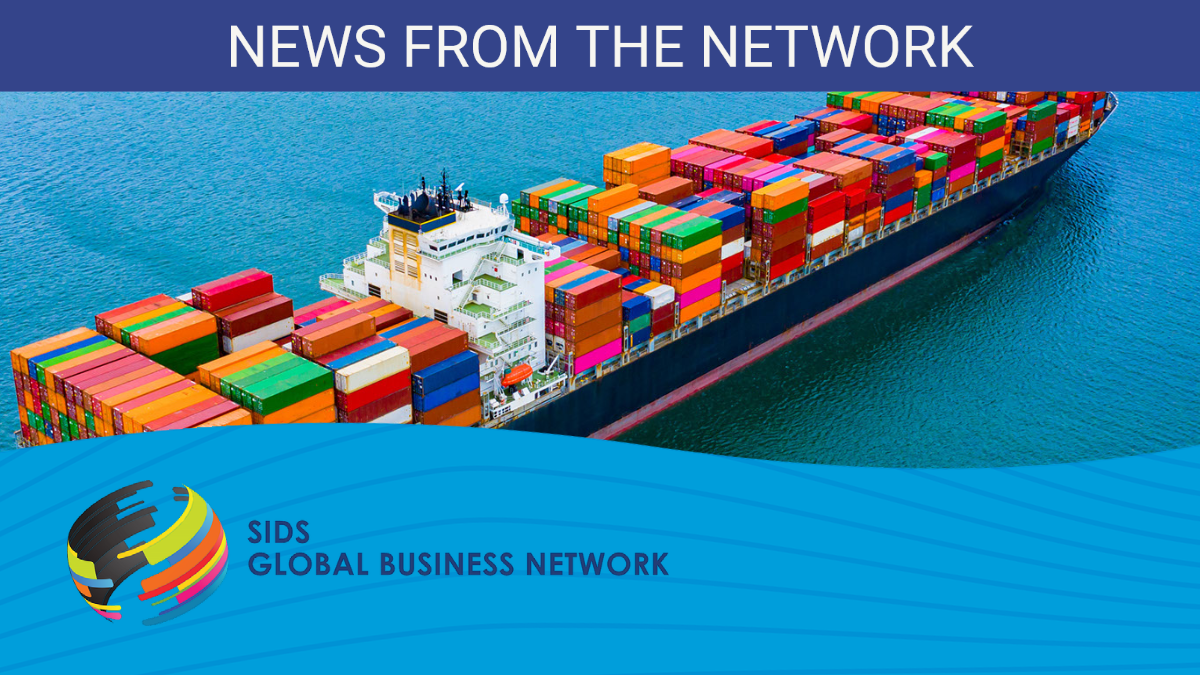 NEWS FROM THE NETWORK
SIDS
GLOBAL BUSINESS NETWORK